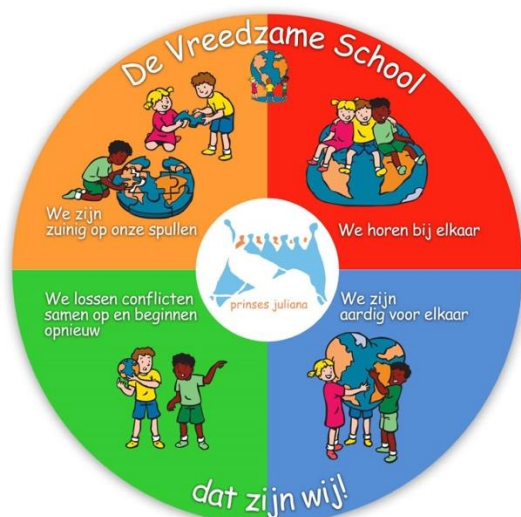 De Vreedzame School
We zijn
zuinig op onze spullen
We horen bij elkaar
prinses juliana
We lossen conflicten
samen op en beginnen
opnieuw
We zijn
aardig voor elkaar
dat zijn wij!